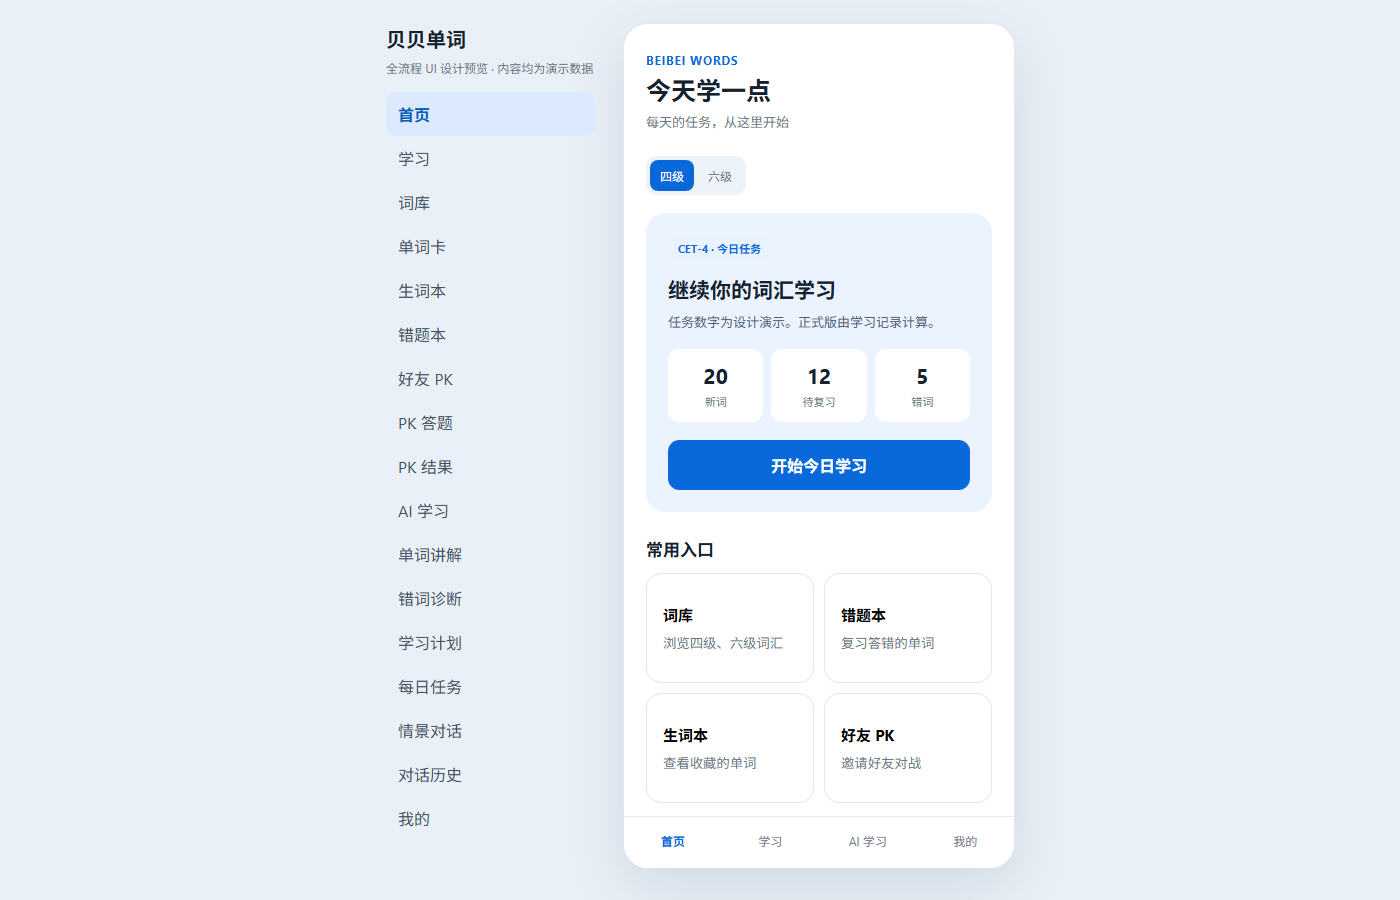 贝贝单词
全流程 UI 设计预览 · 内容均为演示数据
首页
学习
词库
单词卡
生词本
错题本
好友 PK
PK 答题
PK 结果
AI 学习
单词讲解
错词诊断
学习计划
每日任务
情景对话
对话历史
我的
BEIBEI WORDS
今天学一点
每天的任务，从这里开始
四级 六级
CET-4 · 今日任务
继续你的词汇学习
任务数字为设计演示。正式版由学习记录计算。
20 12 5
新词 待复习 错词
开始今日学习
常用入口
词库 错题本
浏览四级、六级词汇 复习答错的单词
生词本 好友 PK
查看收藏的单词 邀请好友对战
首页 学习 AI 学习 我的